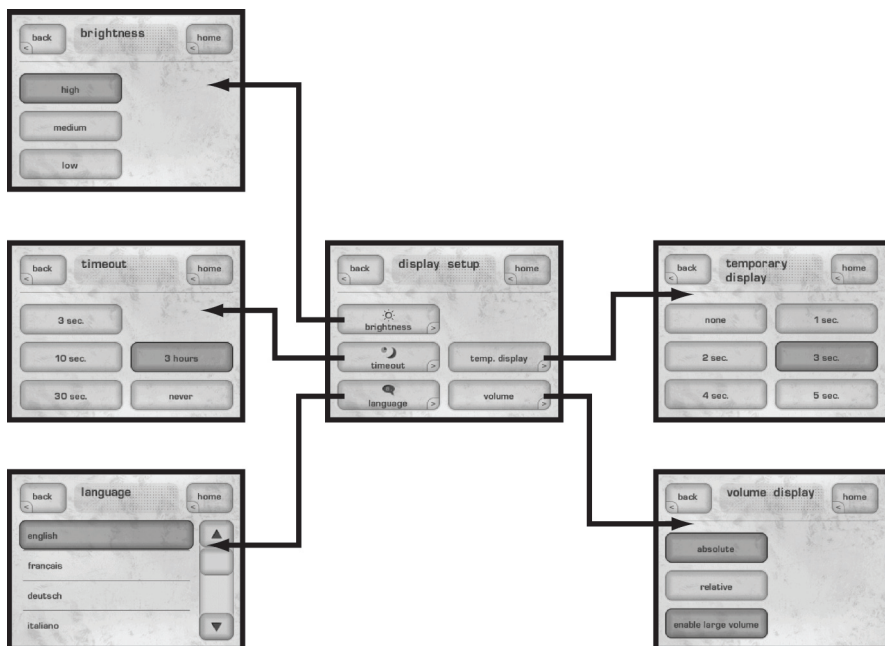 back
brightness
home
high
medium
low
back
timeout
home
3 sec.
10 sec.
3 hours
30 sec.
never
back
language
home
english
français
deutsch
italiano
back
display setup
home
brightness
timeout
temp. display
language
volume
back
temporary
display
home
none
1 sec.
2 sec.
3 sec.
4 sec.
5 sec.
back
volume display
home
absolute
relative
enable large volume